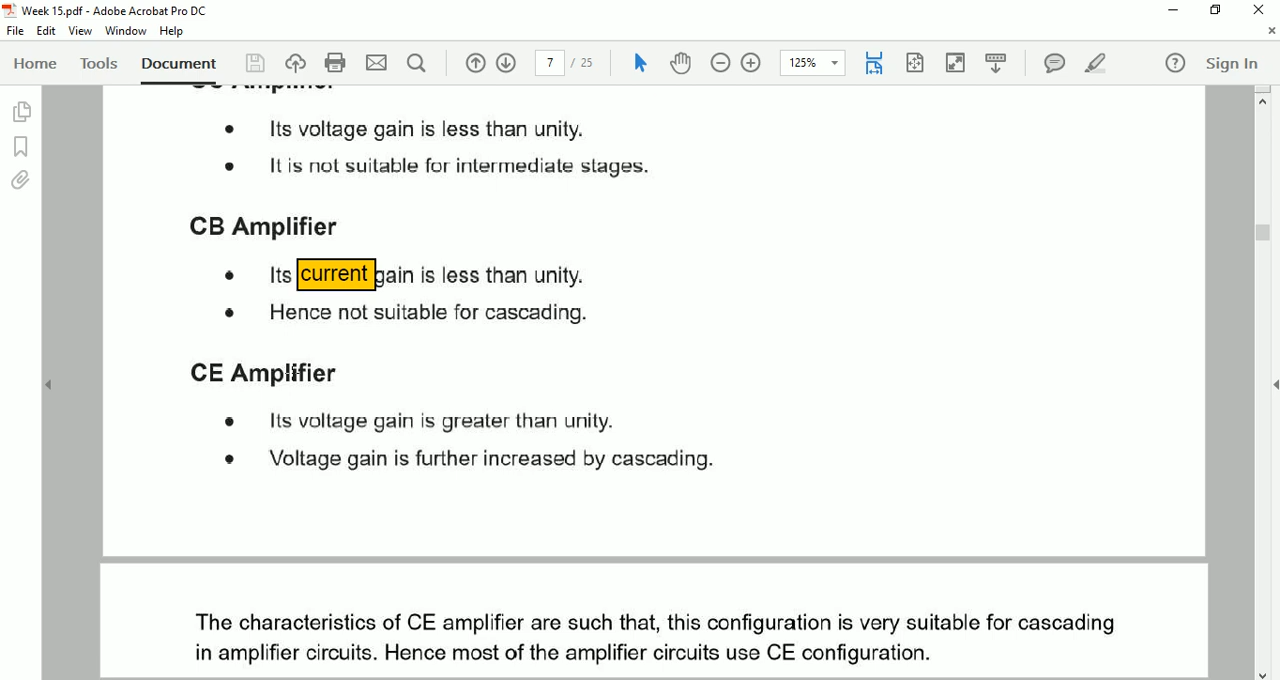 Week 15.pdf - Adobe Acrobat Pro DC
File Edit View Window Help
Home Tools Document 7 / 25 125% Sign In
Amplifier
• Its voltage gain is less than unity.
• It is not suitable for intermediate stages.
CB Amplifier
• Its current gain is less than unity.
• Hence not suitable for cascading.
CE Amplifier
• Its voltage gain is greater than unity.
• Voltage gain is further increased by cascading.
The characteristics of CE amplifier are such that, this configuration is very suitable for cascading
in amplifier circuits. Hence most of the amplifier circuits use CE configuration.